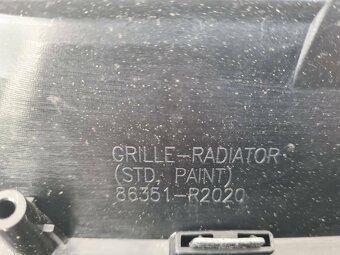 GRILLE-RADIATOR
(STD, PAINT)
86351-R2020